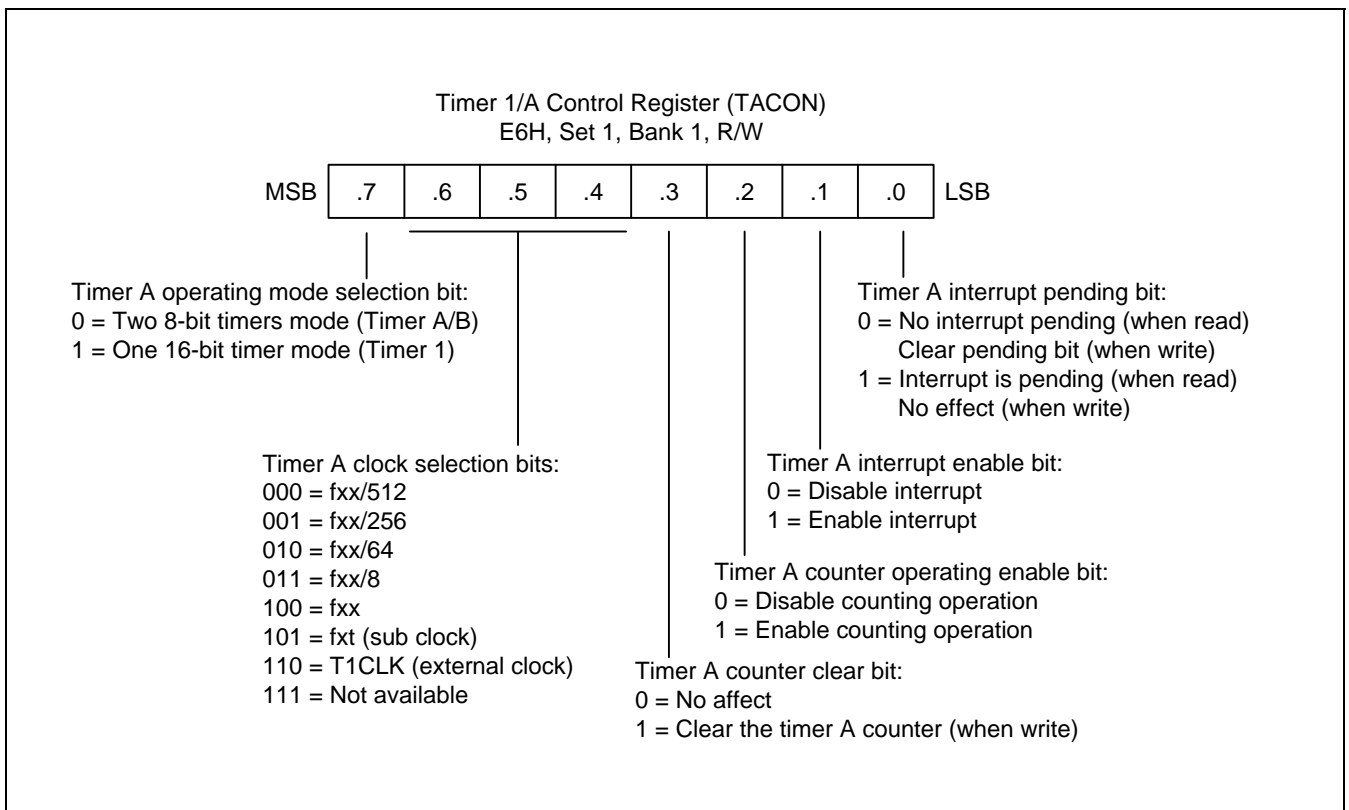 Timer 1/A Control Register (TACON)
E6H, Set 1, Bank 1, R/W
MSB .7 .6 .5 .4 .3 .2 .1 .0 LSB
Timer A operating mode selection bit:
0 = Two 8-bit timers mode (Timer A/B)
1 = One 16-bit timer mode (Timer 1)
Timer A interrupt pending bit:
0 = No interrupt pending (when read)
Clear pending bit (when write)
1 = Interrupt is pending (when read)
No effect (when write)
Timer A clock selection bits:
000 = fxx/512
001 = fxx/256
010 = fxx/64
011 = fxx/8
100 = fxx
101 = fxt (sub clock)
110 = T1CLK (external clock)
111 = Not available
Timer A interrupt enable bit:
0 = Disable interrupt
1 = Enable interrupt
Timer A counter operating enable bit:
0 = Disable counting operation
1 = Enable counting operation
Timer A counter clear bit:
0 = No affect
1 = Clear the timer A counter (when write)